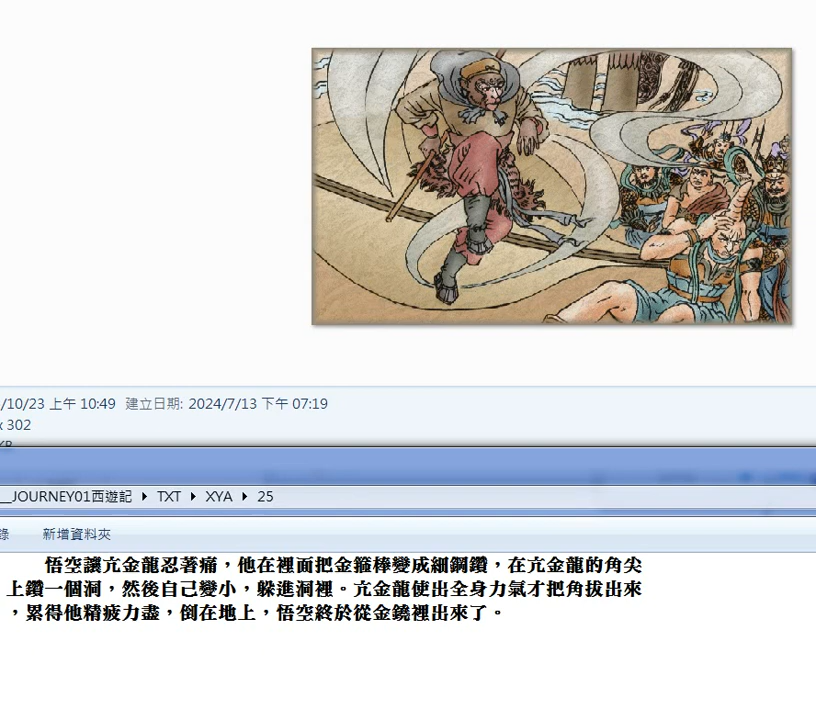 /10/23 上午 10:49 建立日期: 2024/7/13 下午 07:19
x 302
KB
__JOURNEY01西遊記 ▸ TXT ▸ XYA ▸ 25
錄 新增資料夾
悟空讓亢金龍忍著痛，他在裡面把金箍棒變成細鋼鑽，在亢金龍的角尖
上鑽一個洞，然後自己變小，躲進洞裡。亢金龍使出全身力氣才把角拔出來
，累得他精疲力盡，倒在地上，悟空終於從金鐃裡出來了。